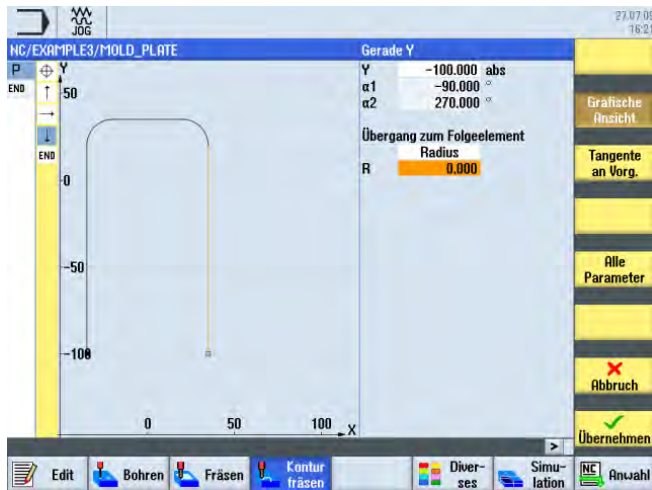 JOG
27.07.09
16:21
NC/EXAMPLE3/MOLD_PLATE
Gerade Y
P
END
END
Y
50
0
-50
-100
0 50 100 X
Y -100.000 abs
α1 -90.000 °
α2 270.000 °
Übergang zum Folgeelement
Radius
R 0.000
Grafische
Ansicht
Tangente
an Vorg.
Alle
Parameter
Abbruch
Übernehmen
>
Edit
Bohren
Fräsen
Kontur
fräsen
Diver-
ses
Simu-
lation
NC
Anwahl